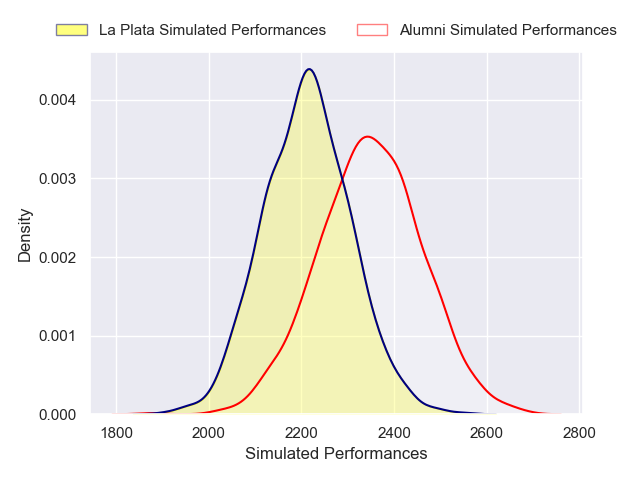 La Plata Simulated Performances Alumni Simulated Performances
0.004
0.003
0.002
0.001
0.000
Density
1800 2000 2200 2400 2600 2800
Simulated Performances